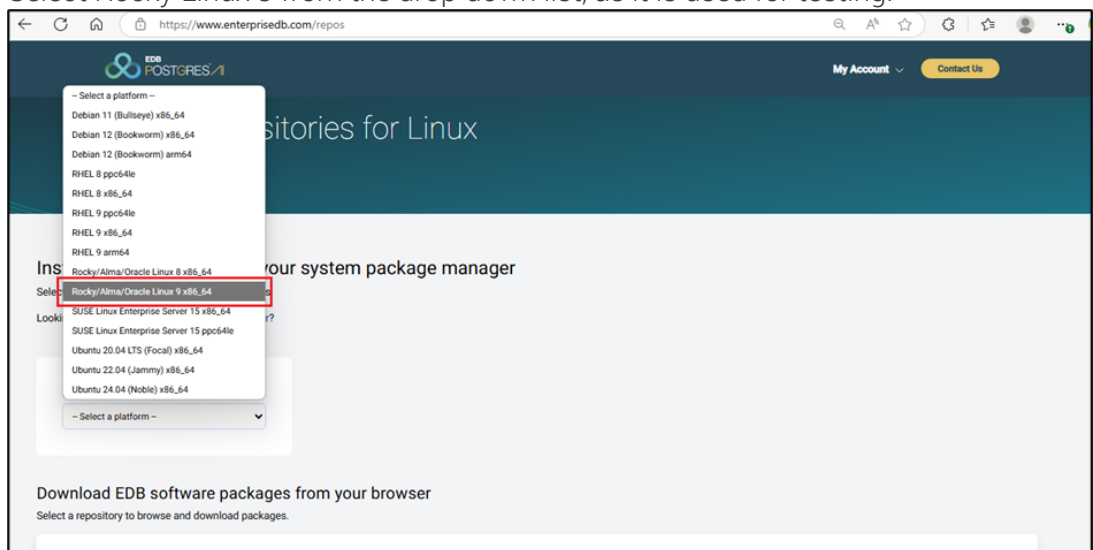 https://www.enterprisedb.com/repos
EDB
POSTGRES AI
My Account
Contact Us
-- Select a platform --
Debian 11 (Bullseye) x86_64
Debian 12 (Bookworm) x86_64
Debian 12 (Bookworm) arm64
RHEL 8 ppc64le
RHEL 8 x86_64
RHEL 9 ppc64le
RHEL 9 x86_64
RHEL 9 arm64
Rocky/Alma/Oracle Linux 8 x86_64
Rocky/Alma/Oracle Linux 9 x86_64
SUSE Linux Enterprise Server 15 x86_64
SUSE Linux Enterprise Server 15 ppc64le
Ubuntu 20.04 LTS (Focal) x86_64
Ubuntu 22.04 (Jammy) x86_64
Ubuntu 24.04 (Noble) x86_64
sitories for Linux
Ins
your system package manager
Selec
Looki
r?
-- Select a platform --
Download EDB software packages from your browser
Select a repository to browse and download packages.